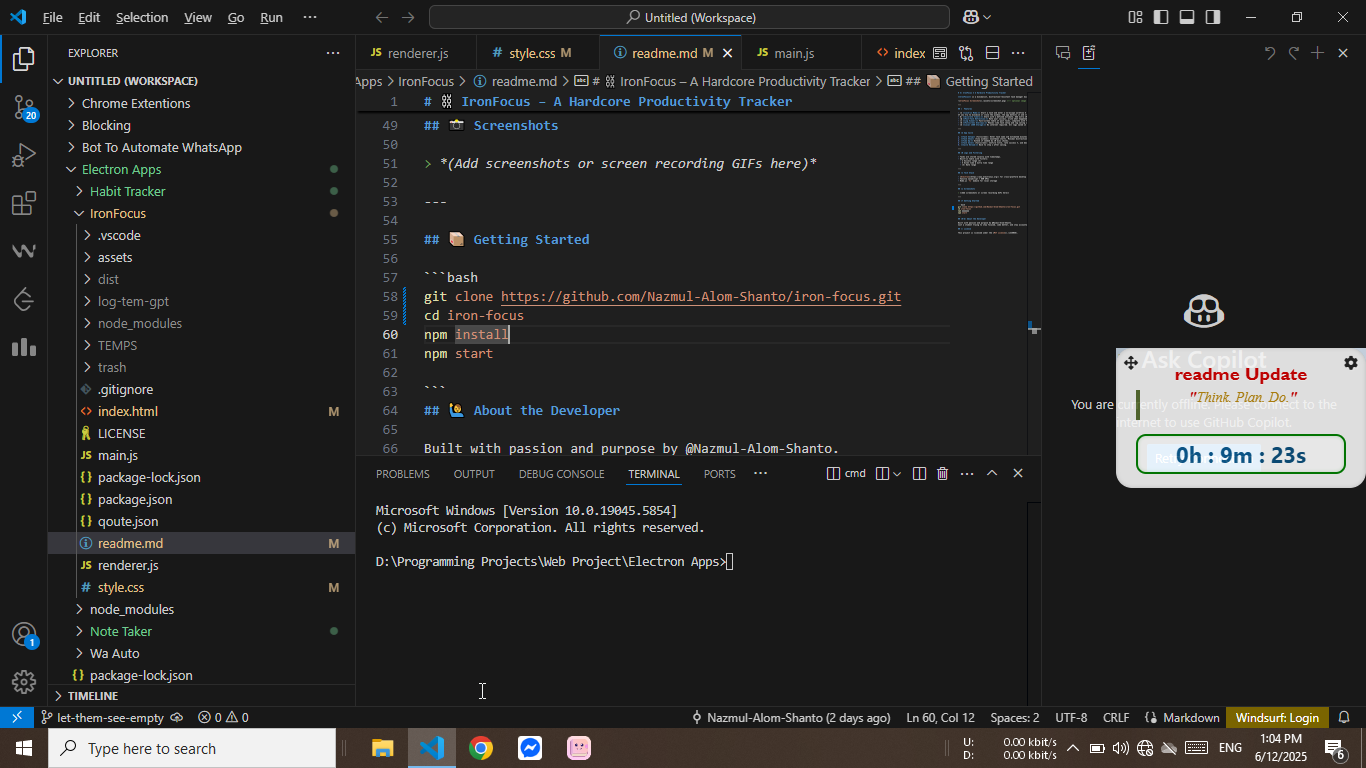 File Edit Selection View Go Run ···
Untitled (Workspace)
EXPLORER
UNTITLED (WORKSPACE)
Chrome Extentions
Blocking
Bot To Automate WhatsApp
Electron Apps
Habit Tracker
IronFocus
.vscode
assets
dist
log-tem-gpt
node_modules
TEMPS
trash
.gitignore
index.html M
LICENSE
main.js
package-lock.json
package.json
qoute.json
readme.md M
renderer.js
style.css M
node_modules
Note Taker
Wa Auto
package-lock.json
TIMELINE
20
1
renderer.js
style.css M
readme.md M
main.js
index
Apps > IronFocus > readme.md > # ⛓ IronFocus – A Hardcore Productivity Tracker > ## Getting Started
1 # ⛓ IronFocus – A Hardcore Productivity Tracker
49 ## 📸 Screenshots
50
51 > *(Add screenshots or screen recording GIFs here)*
52
53 ---
54
55 ## Getting Started
56
57 ```bash
58 git clone https://github.com/Nazmul-Alom-Shanto/iron-focus.git
59 cd iron-focus
60 npm install
61 npm start
62
63 ```
64 ## 🙋 About the Developer
65
66 Built with passion and purpose by @Nazmul-Alom-Shanto.
PROBLEMS OUTPUT DEBUG CONSOLE TERMINAL PORTS ···
cmd
Microsoft Windows [Version 10.0.19045.5854]
(c) Microsoft Corporation. All rights reserved.
D:\Programming Projects\Web Project\Electron Apps>
Ask Copilot
You are currently offline. Please connect to the
internet to use GitHub Copilot.
readme Update
"Think. Plan. Do."
0h : 9m : 23s
let-them-see-empty
0 0
Nazmul-Alom-Shanto (2 days ago)
Ln 60, Col 12
Spaces: 2
UTF-8
CRLF
Markdown
Windsurf: Login
Type here to search
U: 0.00 kbit/s
D: 0.00 kbit/s
ENG
1:04 PM
6/12/2025
6